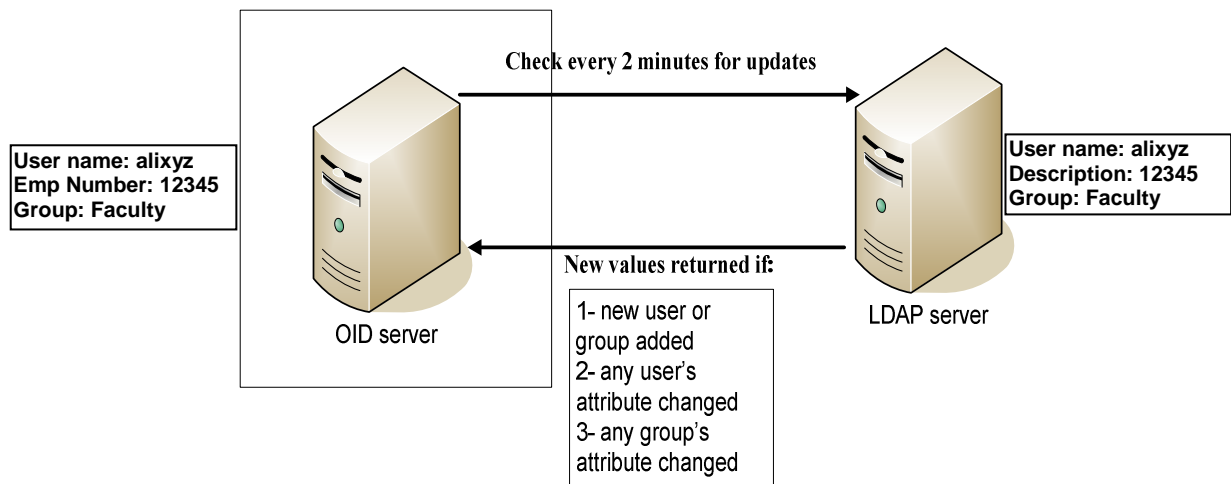 Check every 2 minutes for updates
User name: alixyz
Emp Number: 12345
Group: Faculty
User name: alixyz
Description: 12345
Group: Faculty
New values returned if:
OID server
LDAP server
1- new user or
group added
2- any user's
attribute changed
3- any group's
attribute changed